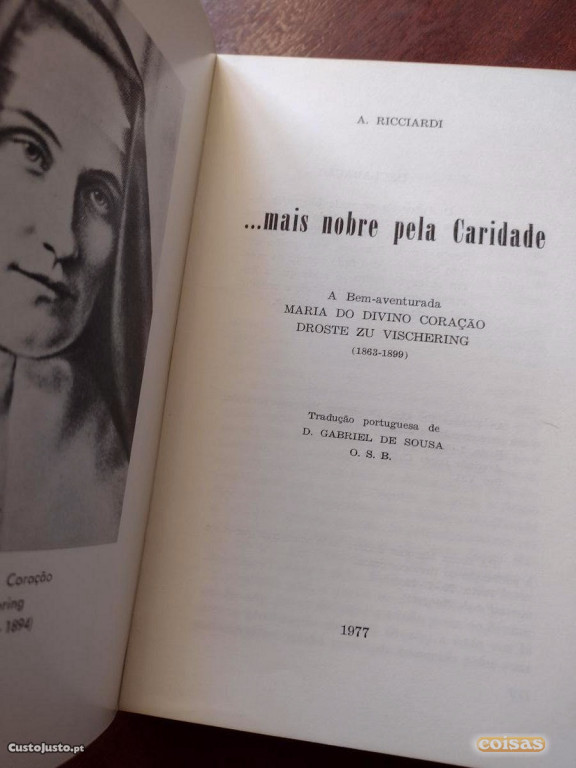 A. RICCIARDI
...mais nobre pela Caridade
A Bem-aventurada
MARIA DO DIVINO CORAÇÃO
DROSTE ZU VISCHERING
(1863-1899)
Tradução portuguesa de
D. GABRIEL DE SOUSA
O. S. B.
1977
Coração
ering
1894)
CustoJusto.pt
coisas